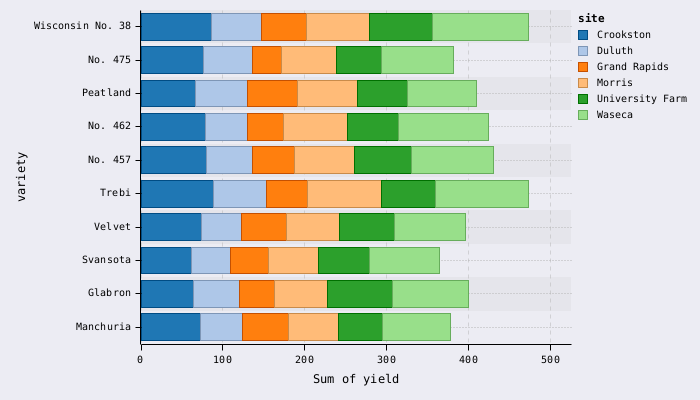 Wisconsin No. 38
No. 475
Peatland
No. 462
No. 457
Trebi
Velvet
Svansota
Glabron
Manchuria
variety
0 100 200 300 400 500
Sum of yield
site
Crookston
Duluth
Grand Rapids
Morris
University Farm
Waseca